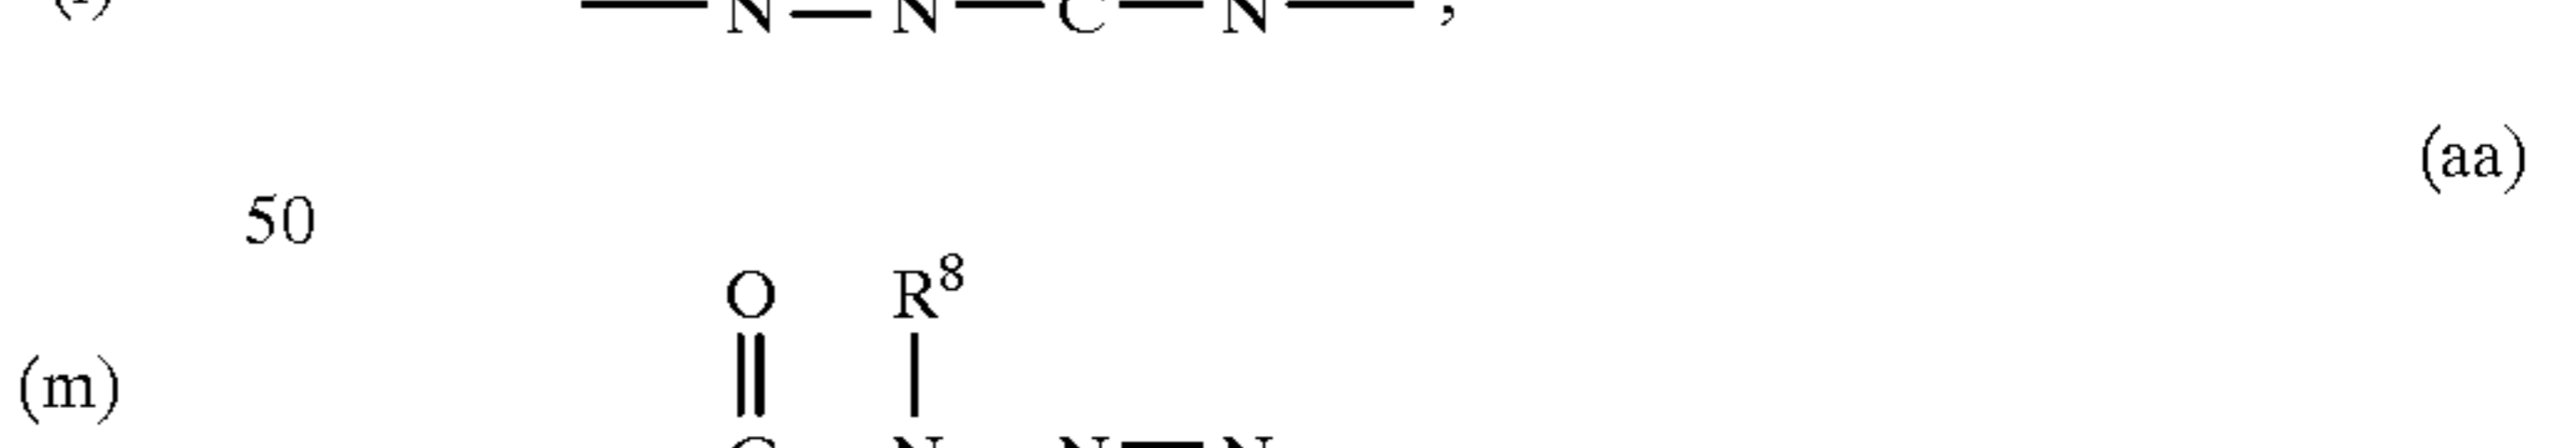 —N—N—C—N—,
(aa)
50
O R⁸
(m)
N N